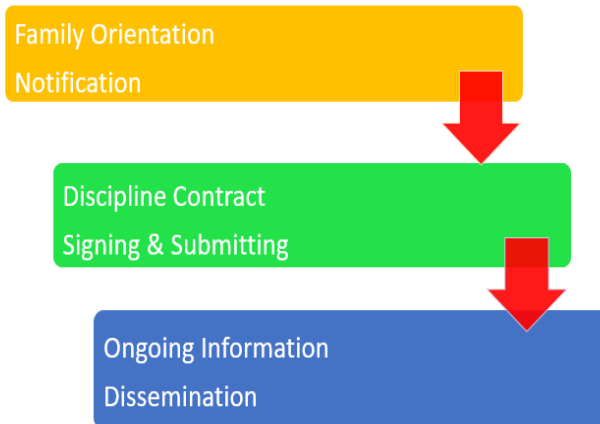 Family Orientation
Notification
Discipline Contract
Signing & Submitting
Ongoing Information
Dissemination